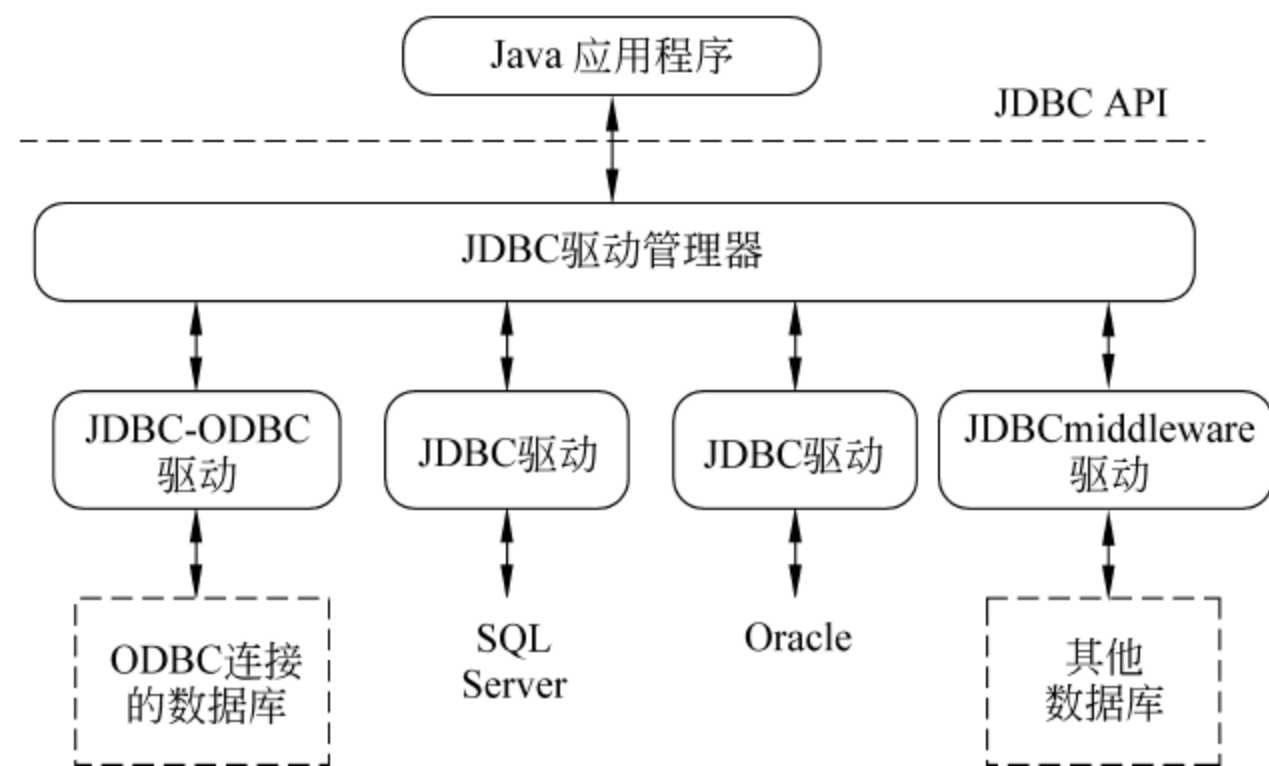 Java 应用程序
JDBC API
JDBC驱动管理器
JDBC-ODBC
驱动
JDBC驱动
JDBC驱动
JDBCmiddleware
驱动
ODBC连接
的数据库
SQL
Server
Oracle
其他
数据库